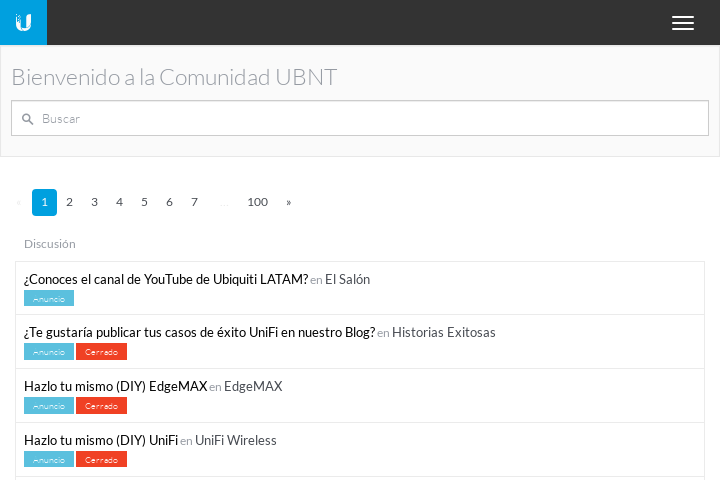 U
Bienvenido a la Comunidad UBNT
Buscar
« 1 2 3 4 5 6 7 … 100 »
Discusión
¿Conoces el canal de YouTube de Ubiquiti LATAM? en El Salón
Anuncio
¿Te gustaría publicar tus casos de éxito UniFi en nuestro Blog? en Historias Exitosas
Anuncio Cerrado
Hazlo tu mismo (DIY) EdgeMAX en EdgeMAX
Anuncio Cerrado
Hazlo tu mismo (DIY) UniFi en UniFi Wireless
Anuncio Cerrado